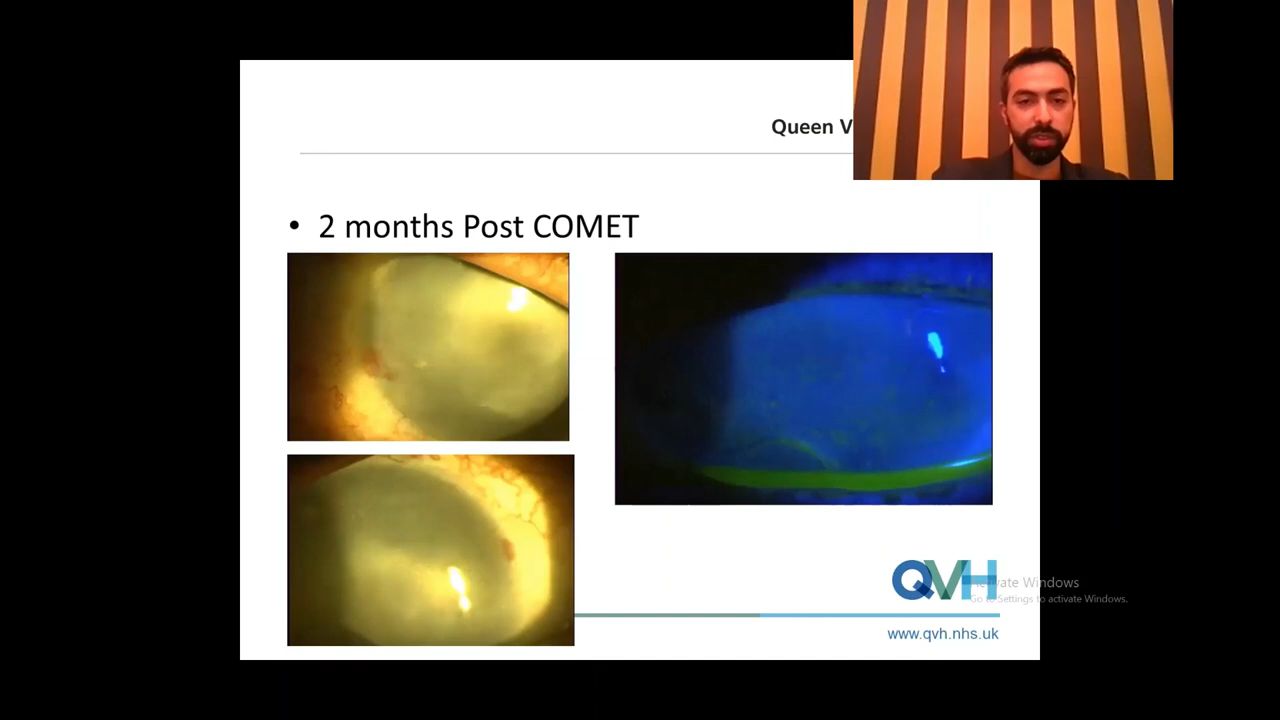 Queen V
• 2 months Post COMET
QVH
Activate Windows
Go to Settings to activate Windows.
www.qvh.nhs.uk